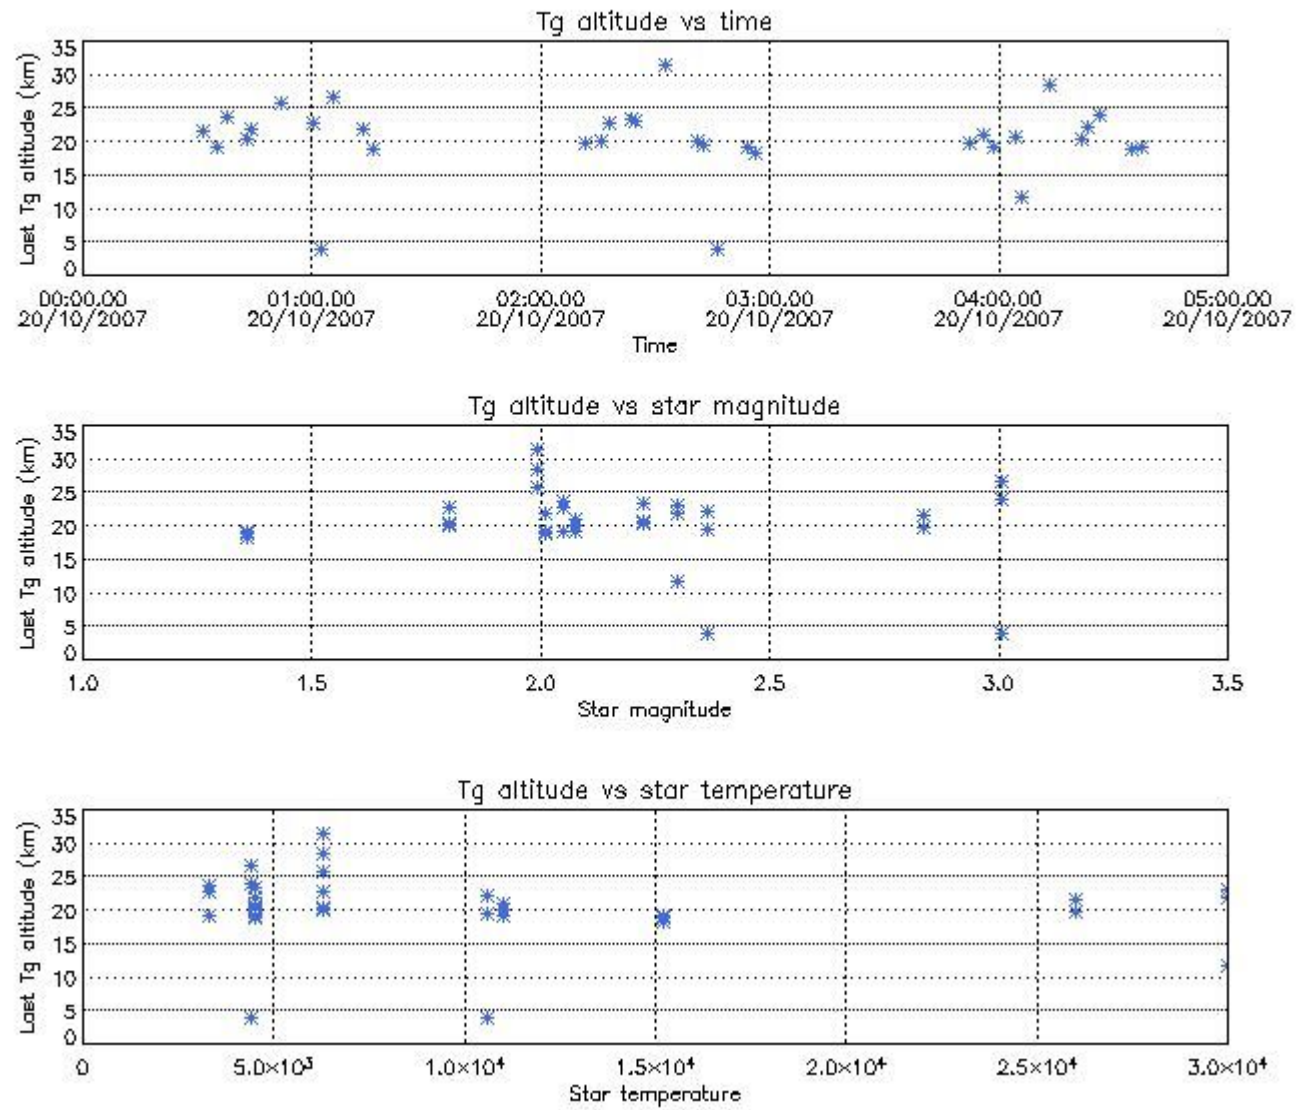 Tg altitude vs time
Last Tg altitude (km)
35
30
25
20
15
10
5
0
00:00.00 01:00.00 02:00.00 03:00.00 04:00.00 05:00.00
20/10/2007 20/10/2007 20/10/2007 20/10/2007 20/10/2007 20/10/2007
Time
Tg altitude vs star magnitude
Last Tg altitude (km)
35
30
25
20
15
10
5
0
1.0 1.5 2.0 2.5 3.0 3.5
Star magnitude
Tg altitude vs star temperature
Last Tg altitude (km)
35
30
25
20
15
10
5
0
0 5.0×10³ 1.0×10⁴ 1.5×10⁴ 2.0×10⁴ 2.5×10⁴ 3.0×10⁴
Star temperature